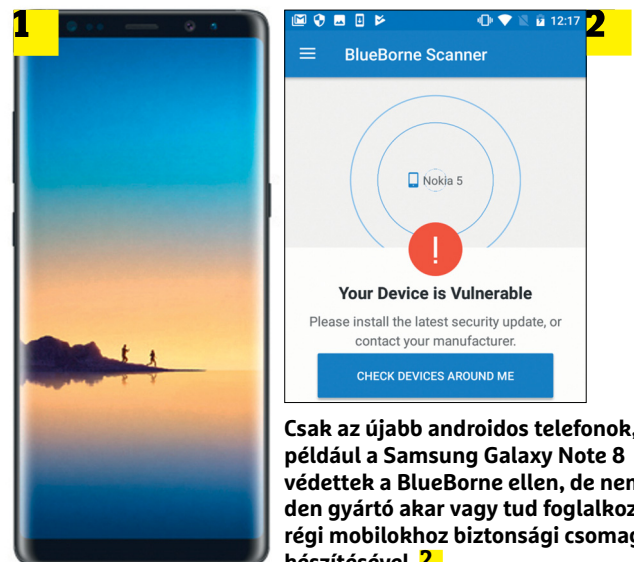 1
12:17
2
BlueBorne Scanner
Nokia 5
!
Your Device is Vulnerable
Please install the latest security update, or
contact your manufacturer.
CHECK DEVICES AROUND ME
Csak az újabb androidos telefonok,
például a Samsung Galaxy Note 8
védettek a BlueBorne ellen, de nem
den gyártó akar vagy tud foglalkoz
régi mobilokhoz biztonsági csomag
készítésével. 2